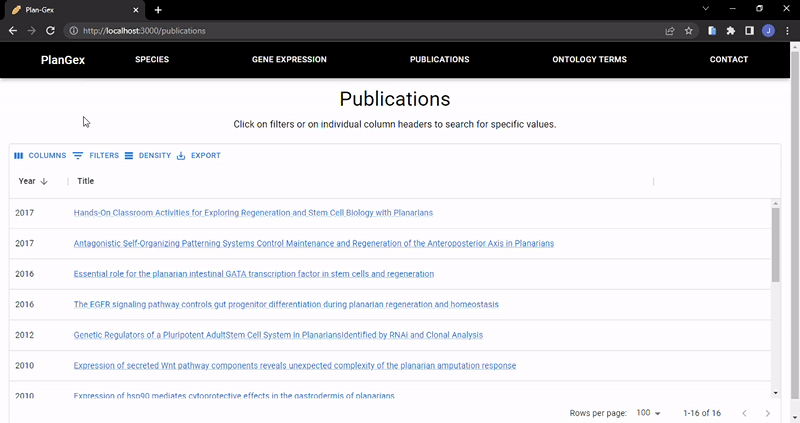 Plan-Gex
http://localhost:3000/publications
J
PlanGex SPECIES GENE EXPRESSION PUBLICATIONS ONTOLOGY TERMS CONTACT
Publications
Click on filters or on individual column headers to search for specific values.
COLUMNS FILTERS DENSITY EXPORT
Year Title
2017 Hands-On Classroom Activities for Exploring Regeneration and Stem Cell Biology with Planarians
2017 Antagonistic Self-Organizing Patterning Systems Control Maintenance and Regeneration of the Anteroposterior Axis in Planarians
2016 Essential role for the planarian intestinal GATA transcription factor in stem cells and regeneration
2016 The EGFR signaling pathway controls gut progenitor differentiation during planarian regeneration and homeostasis
2012 Genetic Regulators of a Pluripotent AdultStem Cell System in PlanariansIdentified by RNAi and Clonal Analysis
2010 Expression of secreted Wnt pathway components reveals unexpected complexity of the planarian amputation response
2010 Expression of hsp90 mediates cytoprotective effects in the gastrodermis of planarians
Rows per page: 100 1-16 of 16